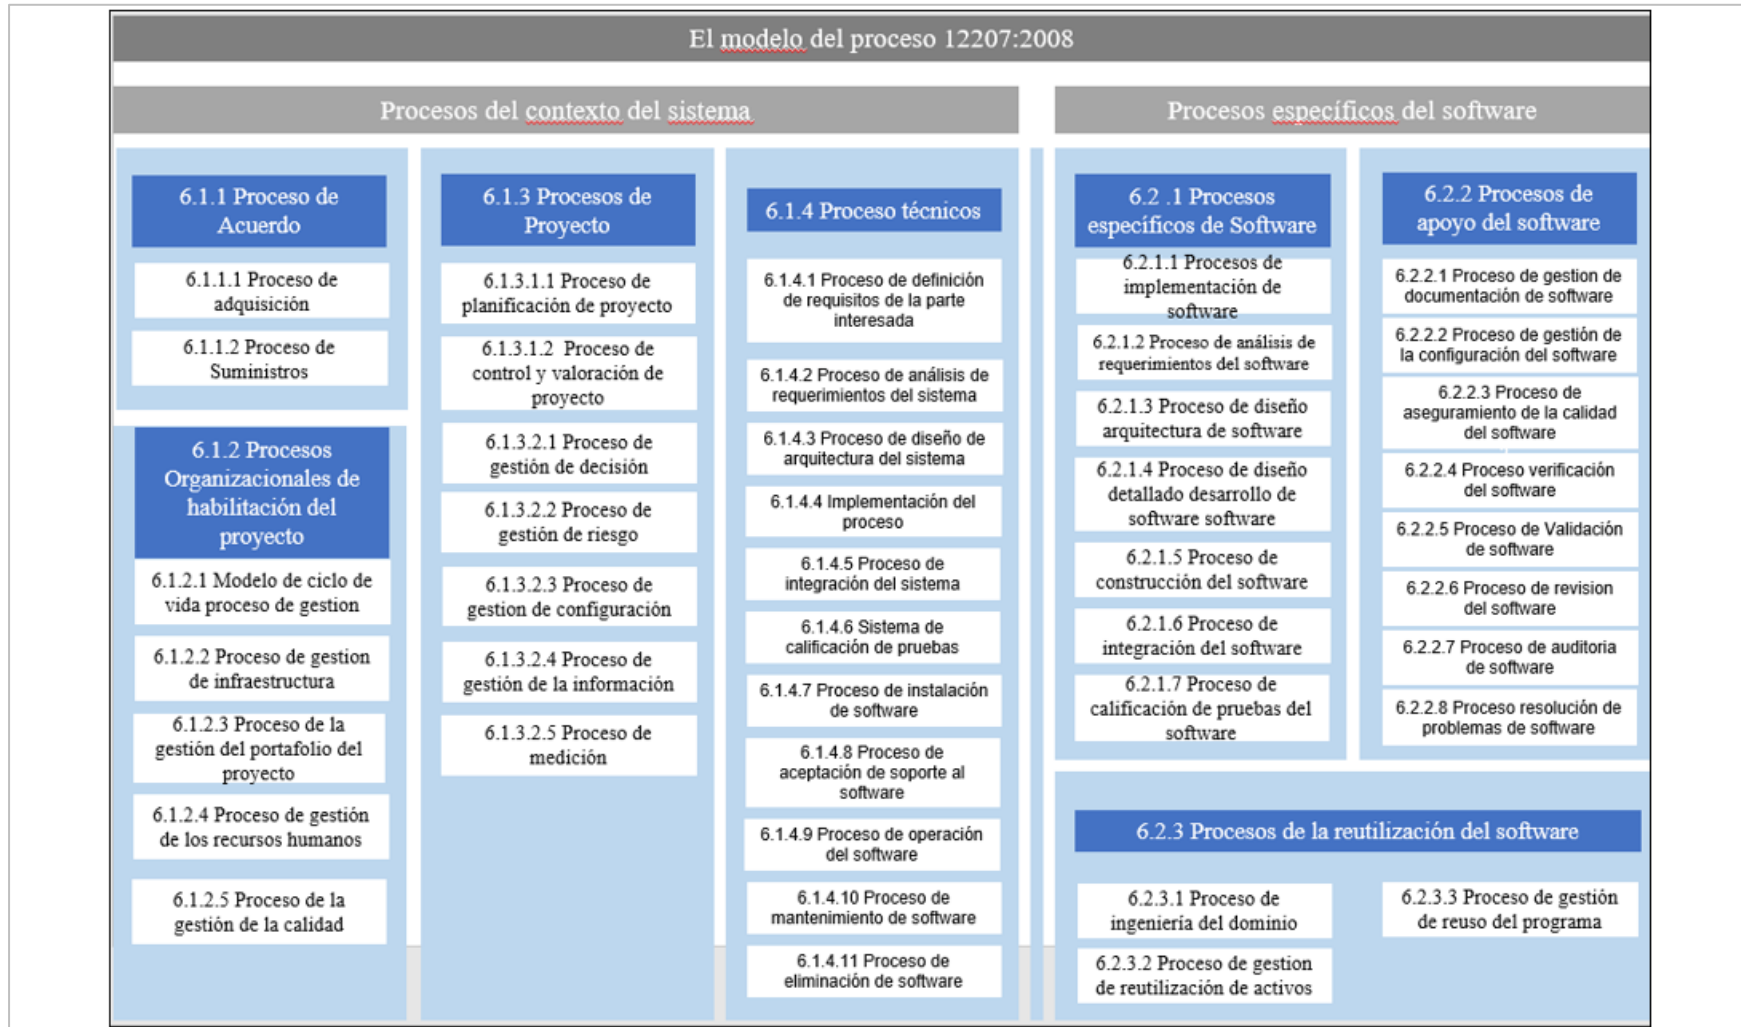 El modelo del proceso 12207:2008
Procesos del contexto del sistema
Procesos específicos del software
6.1.1 Proceso de
Acuerdo
6.1.1.1 Proceso de
adquisición
6.1.1.2 Proceso de
Suministros
6.1.2 Procesos
Organizacionales de
habilitación del
proyecto
6.1.2.1 Modelo de ciclo de
vida proceso de gestion
6.1.2.2 Proceso de gestion
de infraestructura
6.1.2.3 Proceso de la
gestión del portafolio del
proyecto
6.1.2.4 Proceso de gestión
de los recursos humanos
6.1.2.5 Proceso de la
gestión de la calidad
6.1.3 Procesos de
Proyecto
6.1.3.1.1 Proceso de
planificación de proyecto
6.1.3.1.2 Proceso de
control y valoración de
proyecto
6.1.3.2.1 Proceso de
gestión de decisión
6.1.3.2.2 Proceso de
gestión de riesgo
6.1.3.2.3 Proceso de
gestion de configuración
6.1.3.2.4 Proceso de
gestión de la información
6.1.3.2.5 Proceso de
medición
6.1.4 Proceso técnicos
6.1.4.1 Proceso de definición
de requisitos de la parte
interesada
6.1.4.2 Proceso de análisis de
requerimientos del sistema
6.1.4.3 Proceso de diseño de
arquitectura del sistema
6.1.4.4 Implementación del
proceso
6.1.4.5 Proceso de
integración del sistema
6.1.4.6 Sistema de
calificación de pruebas
6.1.4.7 Proceso de instalación
de software
6.1.4.8 Proceso de
aceptación de soporte al
software
6.1.4.9 Proceso de operación
del software
6.1.4.10 Proceso de
mantenimiento de software
6.1.4.11 Proceso de
eliminación de software
6.2 .1 Procesos
específicos de Software
6.2.1.1 Procesos de
implementación de
software
6.2.1.2 Proceso de análisis de
requerimientos del software
6.2.1.3 Proceso de diseño
arquitectura de software
6.2.1.4 Proceso de diseño
detallado desarrollo de
software software
6.2.1.5 Proceso de
construcción del software
6.2.1.6 Proceso de
integración del software
6.2.1.7 Proceso de
calificación de pruebas del
software
6.2.2 Procesos de
apoyo del software
6.2.2.1 Proceso de gestion de
documentación de software
6.2.2.2 Proceso de gestión de
la configuración del software
6.2.2.3 Proceso de
aseguramiento de la calidad
del software
6.2.2.4 Proceso verificación
del software
6.2.2.5 Proceso de Validación
de software
6.2.2.6 Proceso de revision
del software
6.2.2.7 Proceso de auditoria
de software
6.2.2.8 Proceso resolución de
problemas de software
6.2.3 Procesos de la reutilización del software
6.2.3.1 Proceso de
ingeniería del dominio
6.2.3.2 Proceso de gestion
de reutilización de activos
6.2.3.3 Proceso de gestión
de reuso del programa